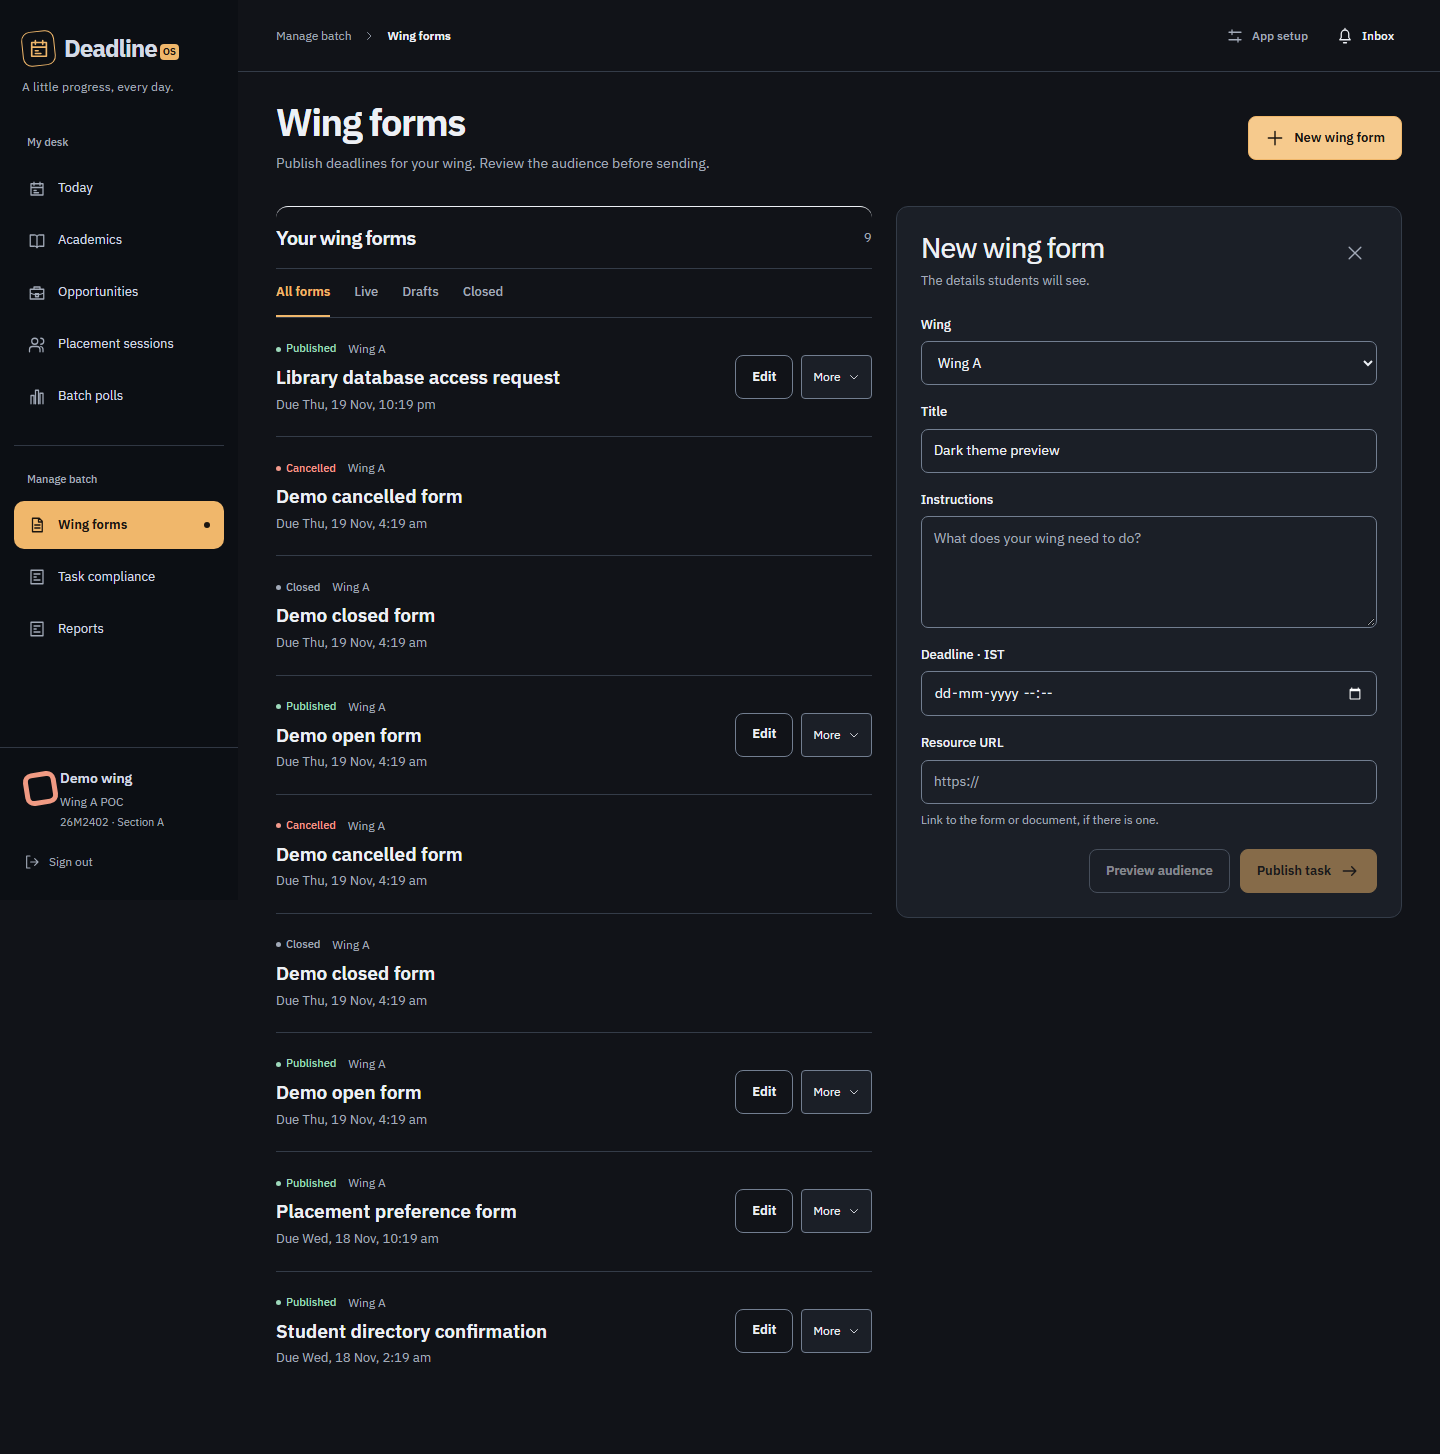 Deadline OS
A little progress, every day.
My desk
Today
Academics
Opportunities
Placement sessions
Batch polls
Manage batch
Wing forms
Task compliance
Reports
Demo wing
Wing A POC
26M2402 · Section A
Sign out
Manage batch > Wing forms
App setup
Inbox
Wing forms
Publish deadlines for your wing. Review the audience before sending.
New wing form
Your wing forms 9
All forms Live Drafts Closed
Published Wing A
Library database access request
Due Thu, 19 Nov, 10:19 pm
Edit More
Cancelled Wing A
Demo cancelled form
Due Thu, 19 Nov, 4:19 am
Closed Wing A
Demo closed form
Due Thu, 19 Nov, 4:19 am
Published Wing A
Demo open form
Due Thu, 19 Nov, 4:19 am
Edit More
Cancelled Wing A
Demo cancelled form
Due Thu, 19 Nov, 4:19 am
Closed Wing A
Demo closed form
Due Thu, 19 Nov, 4:19 am
Published Wing A
Demo open form
Due Thu, 19 Nov, 4:19 am
Edit More
Published Wing A
Placement preference form
Due Wed, 18 Nov, 10:19 am
Edit More
Published Wing A
Student directory confirmation
Due Wed, 18 Nov, 2:19 am
Edit More
New wing form
The details students will see.
Wing
Wing A
Title
Dark theme preview
Instructions
What does your wing need to do?
Deadline · IST
dd-mm-yyyy --:--
Resource URL
https://
Link to the form or document, if there is one.
Preview audience
Publish task